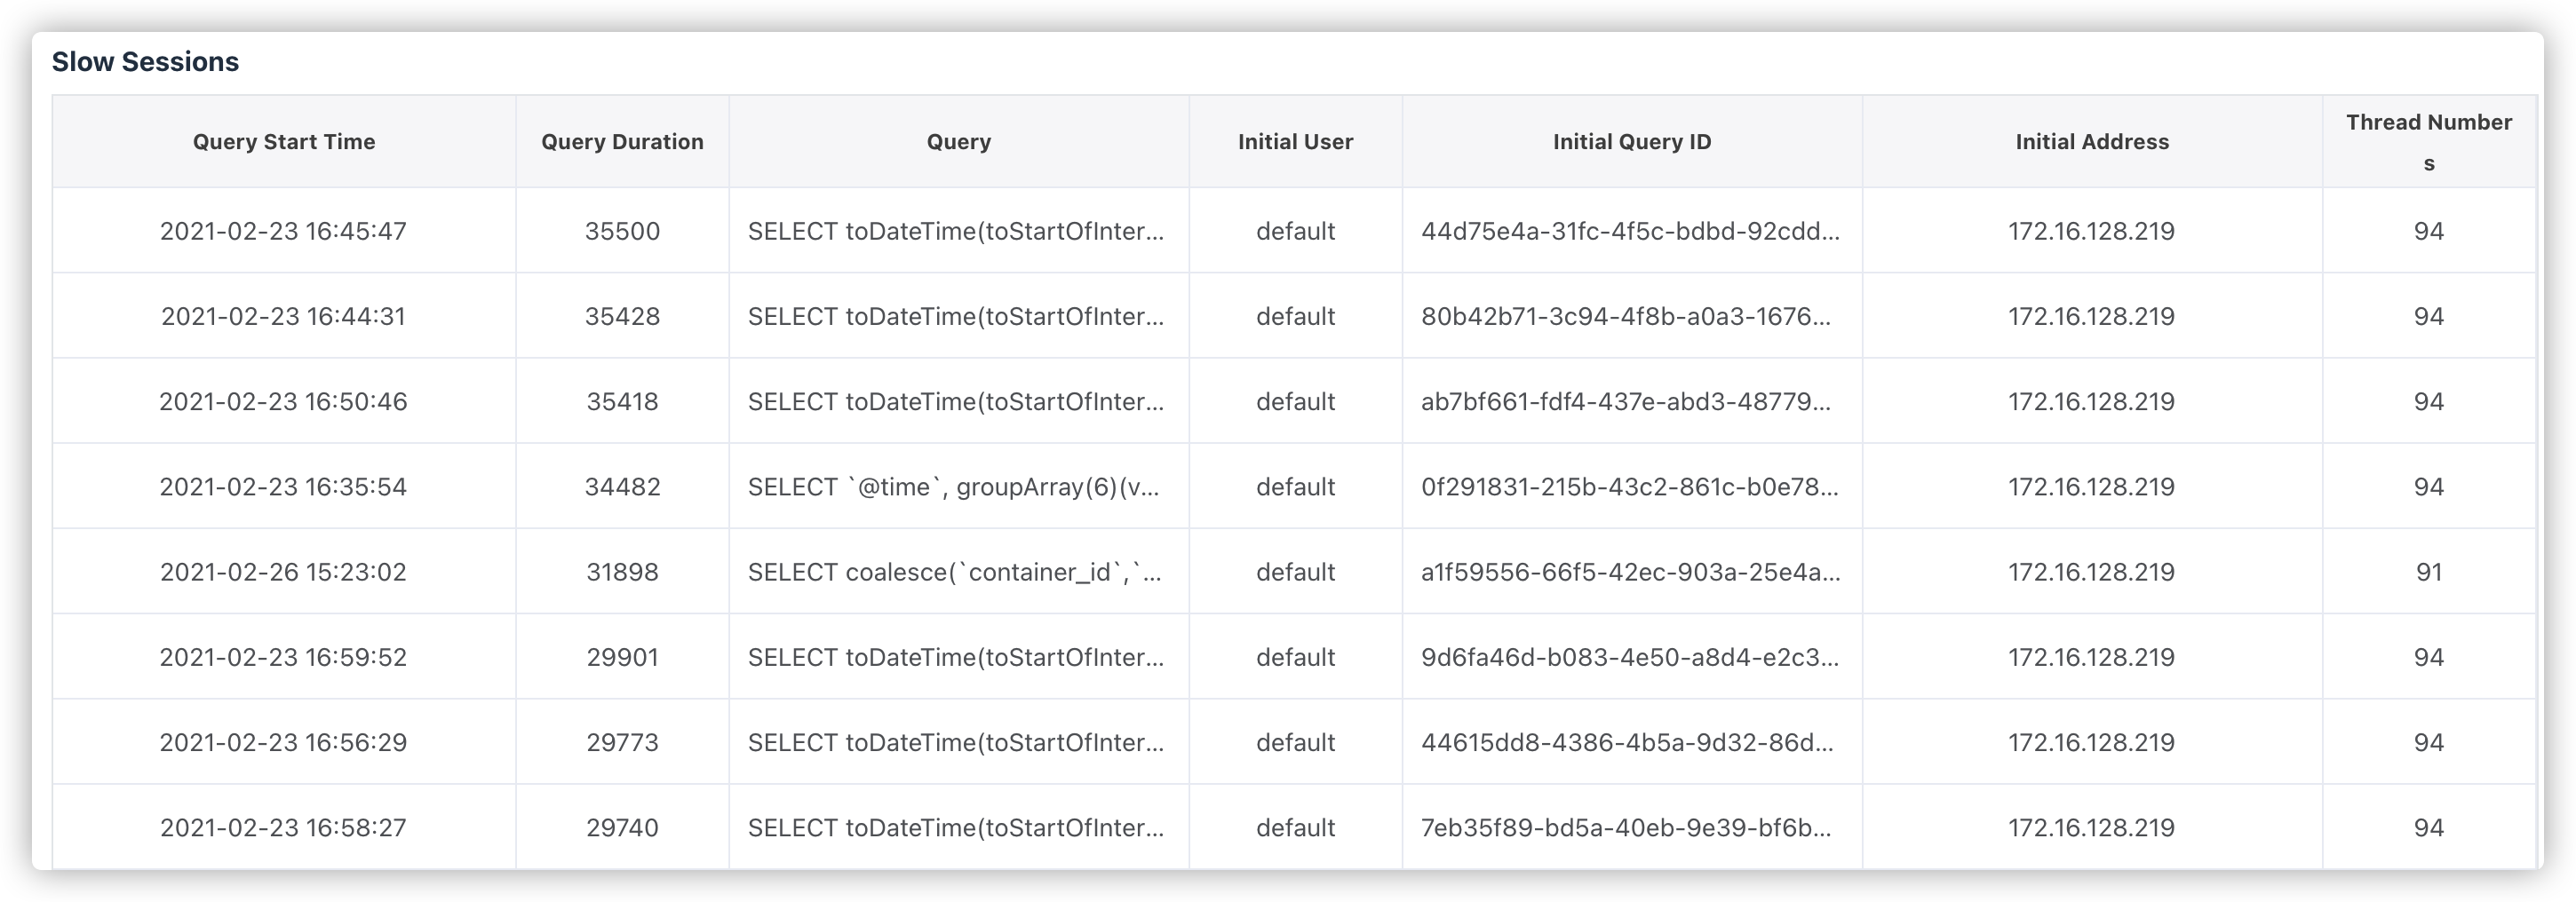 Slow Sessions
Query Start Time Query Duration Query Initial User Initial Query ID Initial Address Thread Number
s
2021-02-23 16:45:47 35500 SELECT toDateTime(toStartOfInter... default 44d75e4a-31fc-4f5c-bdbd-92cdd... 172.16.128.219 94
2021-02-23 16:44:31 35428 SELECT toDateTime(toStartOfInter... default 80b42b71-3c94-4f8b-a0a3-1676... 172.16.128.219 94
2021-02-23 16:50:46 35418 SELECT toDateTime(toStartOfInter... default ab7bf661-fdf4-437e-abd3-48779... 172.16.128.219 94
2021-02-23 16:35:54 34482 SELECT `@time`, groupArray(6)(v... default 0f291831-215b-43c2-861c-b0e78... 172.16.128.219 94
2021-02-26 15:23:02 31898 SELECT coalesce(`container_id`,`... default a1f59556-66f5-42ec-903a-25e4a... 172.16.128.219 91
2021-02-23 16:59:52 29901 SELECT toDateTime(toStartOfInter... default 9d6fa46d-b083-4e50-a8d4-e2c3... 172.16.128.219 94
2021-02-23 16:56:29 29773 SELECT toDateTime(toStartOfInter... default 44615dd8-4386-4b5a-9d32-86d... 172.16.128.219 94
2021-02-23 16:58:27 29740 SELECT toDateTime(toStartOfInter... default 7eb35f89-bd5a-40eb-9e39-bf6b... 172.16.128.219 94